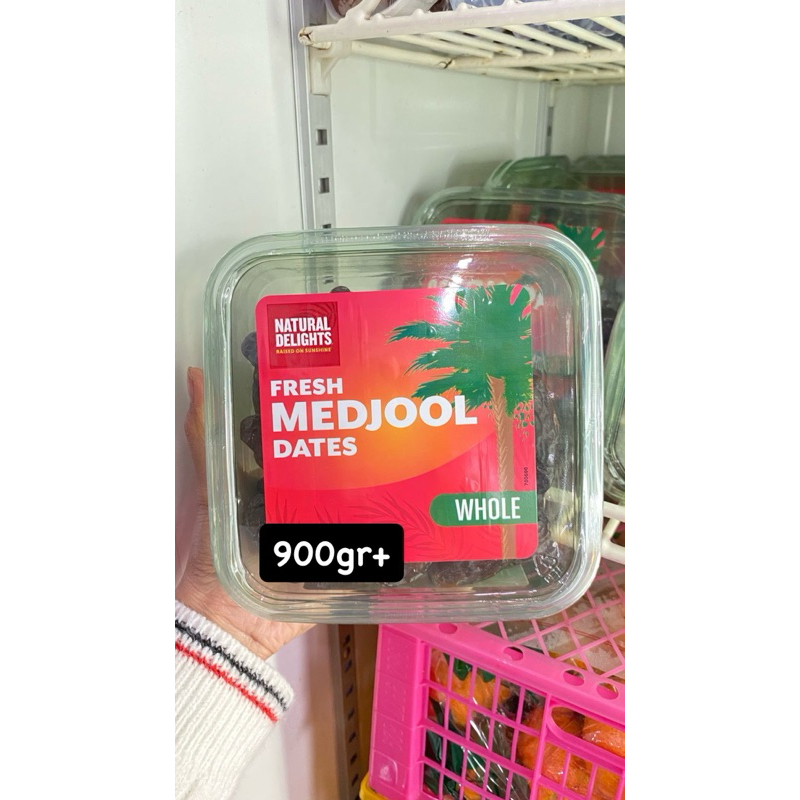 NATURAL
DELIGHTS
RAISED ON SUNSHINE
FRESH
MEDJOOL
DATES
WHOLE
900gr+